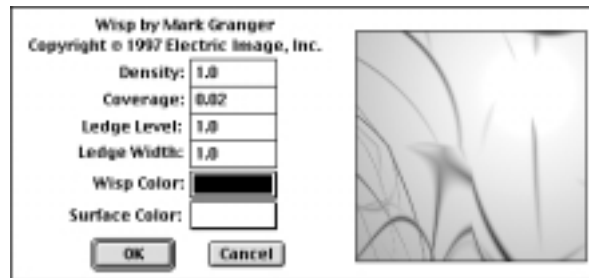 Wisp by Mark Granger
Copyright © 1997 Electric Image, Inc.
Density: 1.0
Coverage: 0.02
Ledge Level: 1.0
Ledge Width: 1.0
Wisp Color:
Surface Color:
OK Cancel